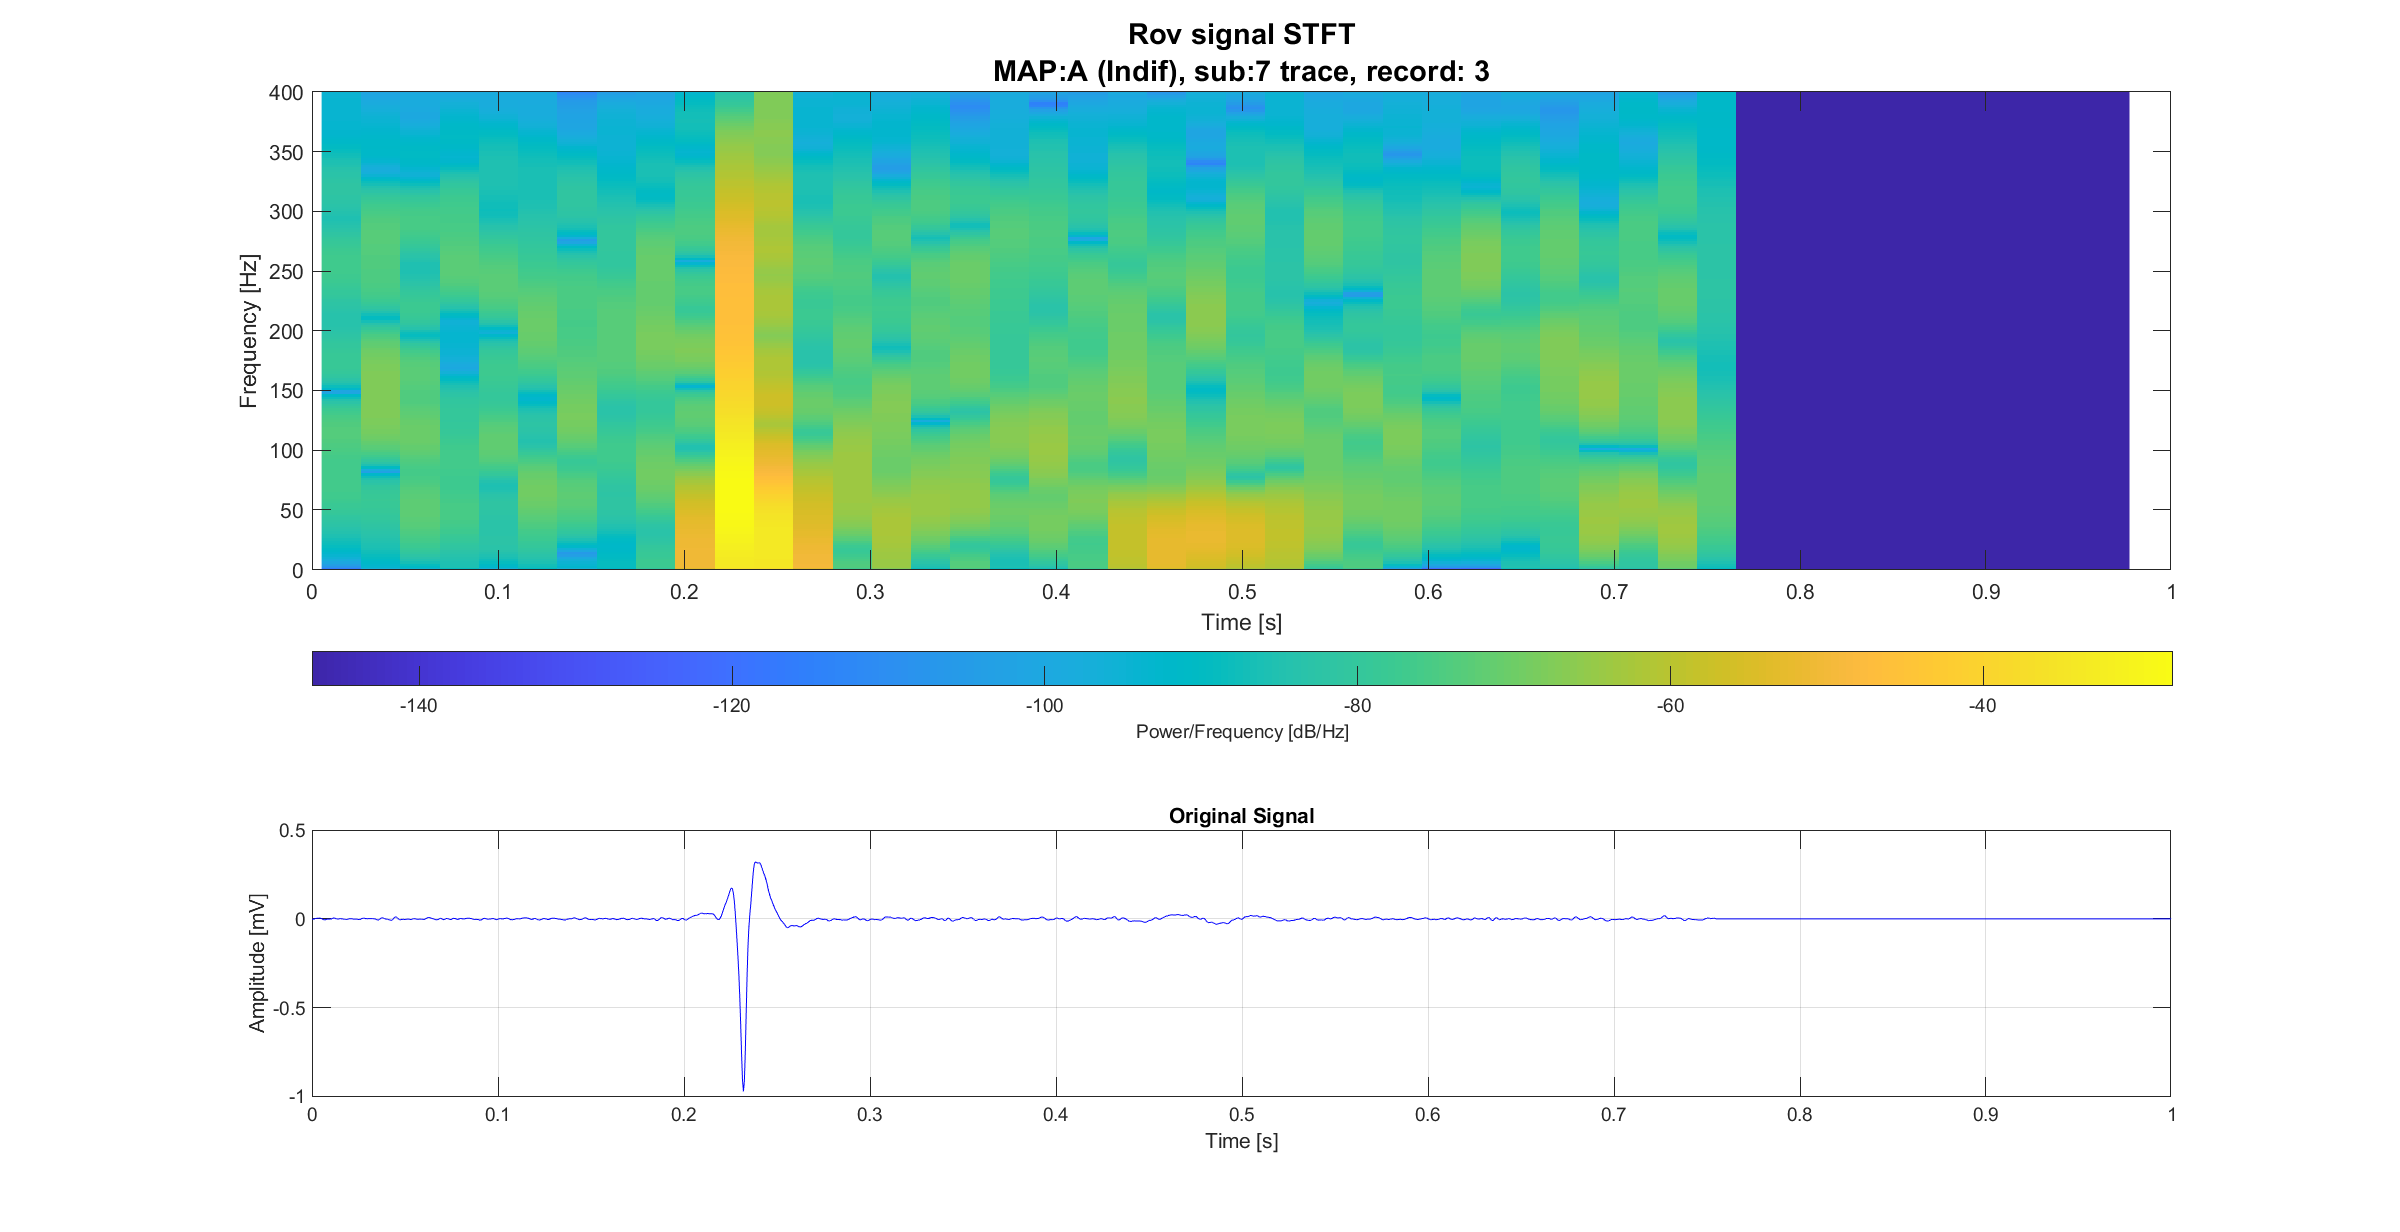 Rov signal STFT
MAP:A (Indif), sub:7 trace, record: 3
400
350
300
250
200
150
100
50
0
Frequency [Hz]
0 0.1 0.2 0.3 0.4 0.5 0.6 0.7 0.8 0.9 1
Time [s]
-140 -120 -100 -80 -60 -40
Power/Frequency [dB/Hz]
Original Signal
0.5
0
-0.5
-1
Amplitude [mV]
0 0.1 0.2 0.3 0.4 0.5 0.6 0.7 0.8 0.9 1
Time [s]